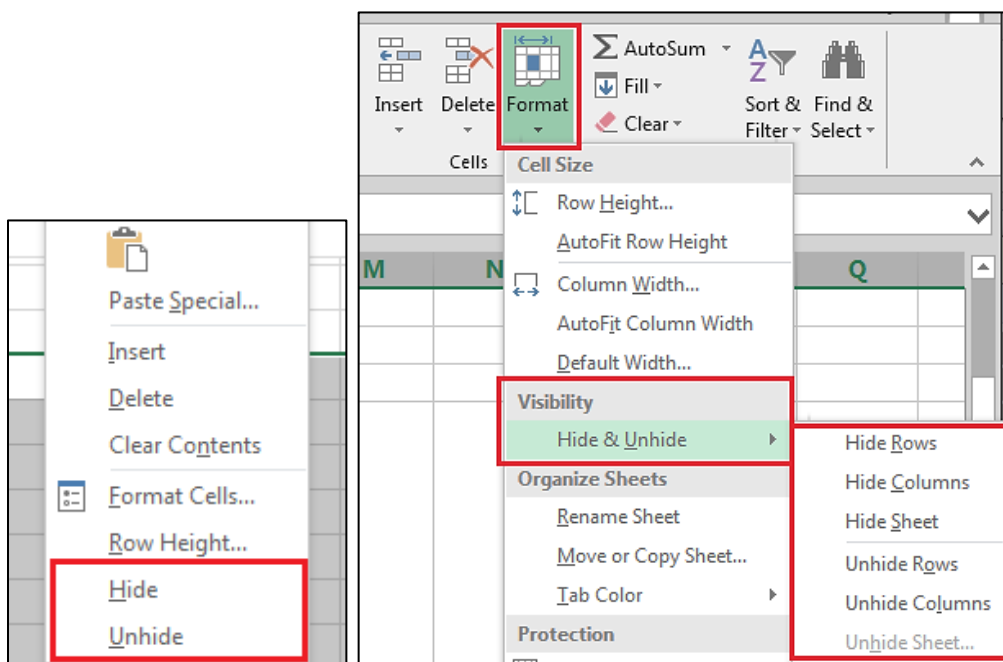 Paste Special...
Insert
Delete
Clear Contents
Format Cells...
Row Height...
Hide
Unhide
Insert Delete Format
AutoSum
Fill
Clear
Sort & Filter
Find & Select
Cells
Cell Size
Row Height...
AutoFit Row Height
M N Q
Column Width...
AutoFit Column Width
Default Width...
Visibility
Hide & Unhide
Organize Sheets
Rename Sheet
Move or Copy Sheet...
Tab Color
Protection
Hide Rows
Hide Columns
Hide Sheet
Unhide Rows
Unhide Columns
Unhide Sheet...